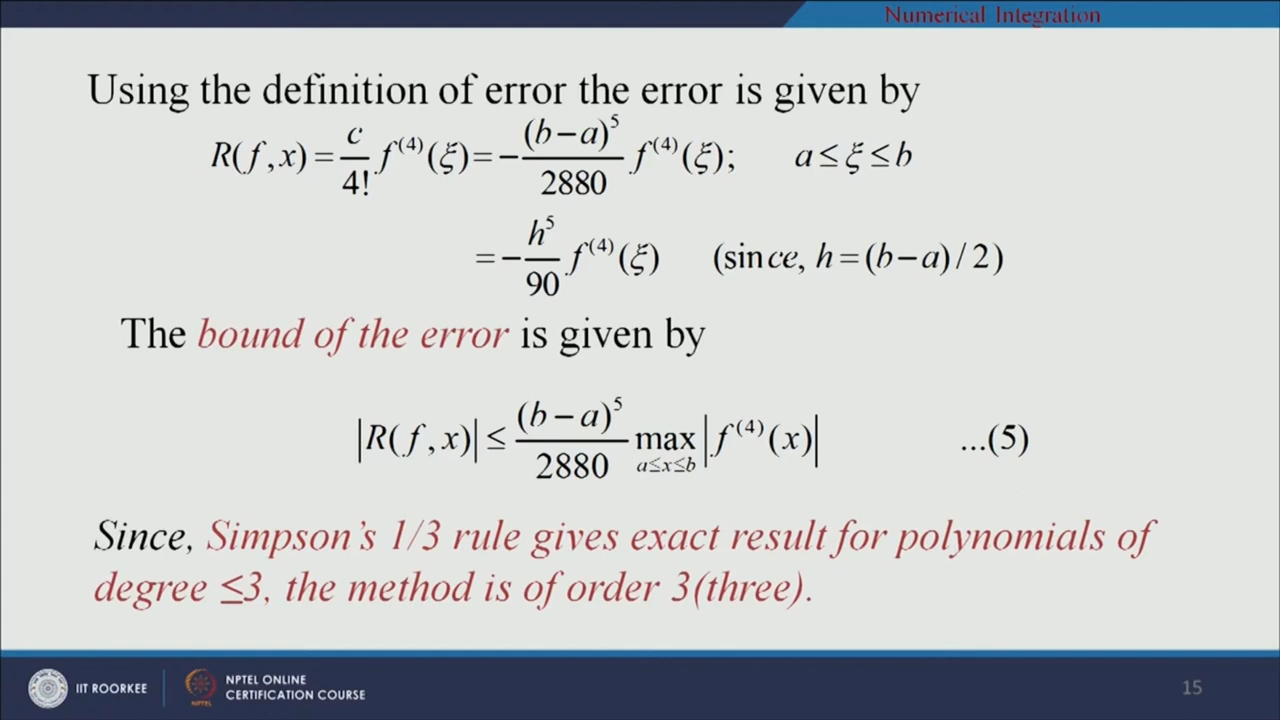 Numerical Integration
Using the definition of error the error is given by
R(f,x) = c/4! f⁽⁴⁾(ξ) = −(b−a)⁵/2880 f⁽⁴⁾(ξ); a≤ξ≤b
= −h⁵/90 f⁽⁴⁾(ξ) (since, h=(b−a)/2)
The bound of the error is given by
|R(f,x)| ≤ (b−a)⁵/2880 max a≤x≤b |f⁽⁴⁾(x)| ...(5)
Since, Simpson's 1/3 rule gives exact result for polynomials of
degree ≤3, the method is of order 3(three).
IIT ROORKEE
NPTEL
NPTEL ONLINE
CERTIFICATION COURSE
15